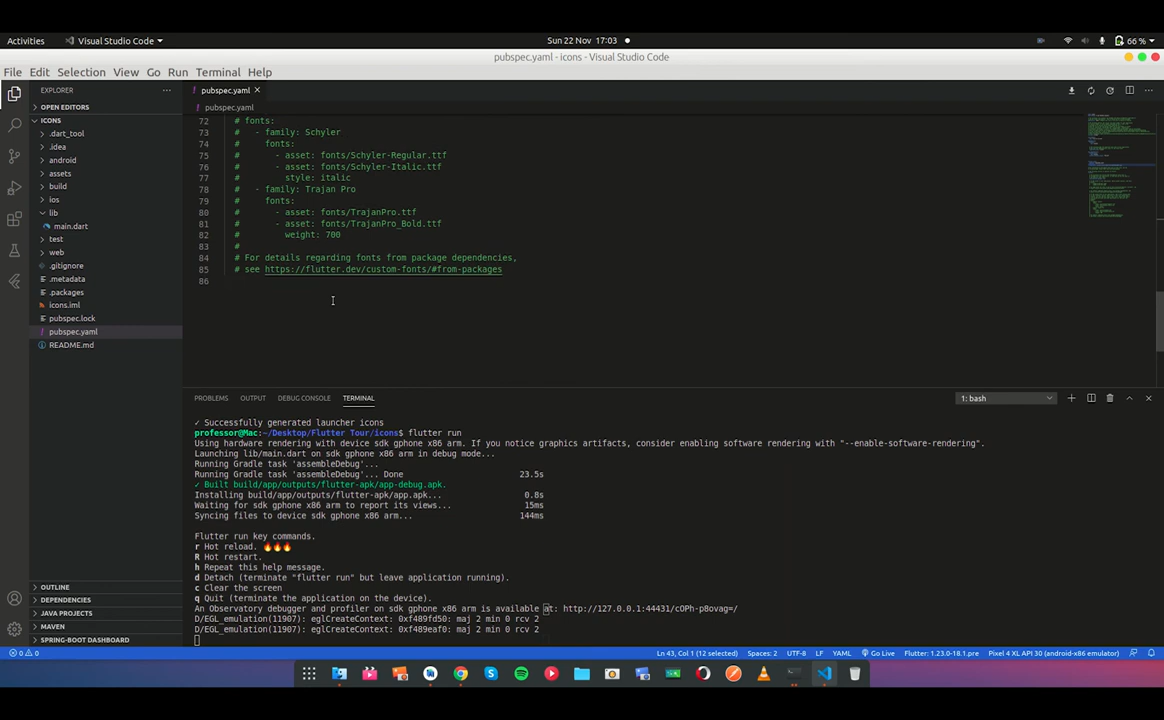 Activities
Visual Studio Code
Sun 22 Nov 17:03
66 %
pubspec.yaml - icons - Visual Studio Code
File Edit Selection View Go Run Terminal Help
EXPLORER
OPEN EDITORS
ICONS
.dart_tool
.idea
android
assets
build
ios
lib
main.dart
test
web
.gitignore
.metadata
.packages
icons.iml
pubspec.lock
pubspec.yaml
README.md
OUTLINE
DEPENDENCIES
JAVA PROJECTS
MAVEN
SPRING-BOOT DASHBOARD
pubspec.yaml
pubspec.yaml
72 # fonts:
73 #   - family: Schyler
74 #     fonts:
75 #       - asset: fonts/Schyler-Regular.ttf
76 #       - asset: fonts/Schyler-Italic.ttf
77 #         style: italic
78 #   - family: Trajan Pro
79 #     fonts:
80 #       - asset: fonts/TrajanPro.ttf
81 #       - asset: fonts/TrajanPro_Bold.ttf
82 #         weight: 700
83 #
84 # For details regarding fonts from package dependencies,
85 # see https://flutter.dev/custom-fonts/#from-packages
86
PROBLEMS OUTPUT DEBUG CONSOLE TERMINAL
1: bash
✓ Successfully generated launcher icons
professor@Mac:~/Desktop/Flutter Tour/icons$ flutter run
Using hardware rendering with device sdk gphone x86 arm. If you notice graphics artifacts, consider enabling software rendering with "--enable-software-rendering".
Launching lib/main.dart on sdk gphone x86 arm in debug mode...
Running Gradle task 'assembleDebug'...
Running Gradle task 'assembleDebug'... Done 23.5s
✓ Built build/app/outputs/flutter-apk/app-debug.apk.
Installing build/app/outputs/flutter-apk/app.apk... 0.8s
Waiting for sdk gphone x86 arm to report its views... 15ms
Syncing files to device sdk gphone x86 arm... 144ms
Flutter run key commands.
r Hot reload. 🔥🔥🔥
R Hot restart.
h Repeat this help message.
d Detach (terminate "flutter run" but leave application running).
c Clear the screen
q Quit (terminate the application on the device).
An Observatory debugger and profiler on sdk gphone x86 arm is available at: http://127.0.0.1:44431/cOPh-p8ovag=/
D/EGL_emulation(11907): eglCreateContext: 0xf489fd50: maj 2 min 0 rcv 2
D/EGL_emulation(11907): eglCreateContext: 0xf489eaf0: maj 2 min 0 rcv 2
0 0
Ln 43, Col 1 (12 selected) Spaces: 2 UTF-8 LF YAML Go Live Flutter: 1.23.0-18.1.pre Pixel 4 XL API 30 (android-x86 emulator)